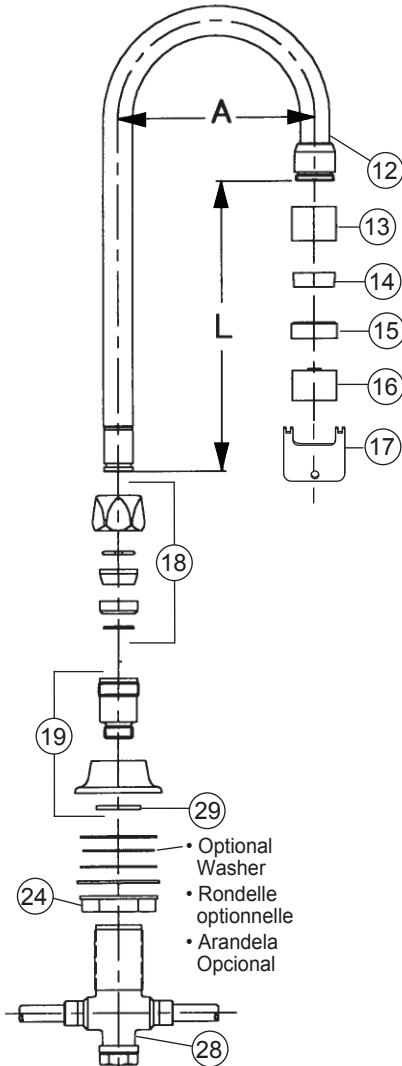 A
12
13
14
L
15
16
17
18
19
29
• Optional
Washer
• Rondelle
optionnelle
• Arandela
Opcional
24
28